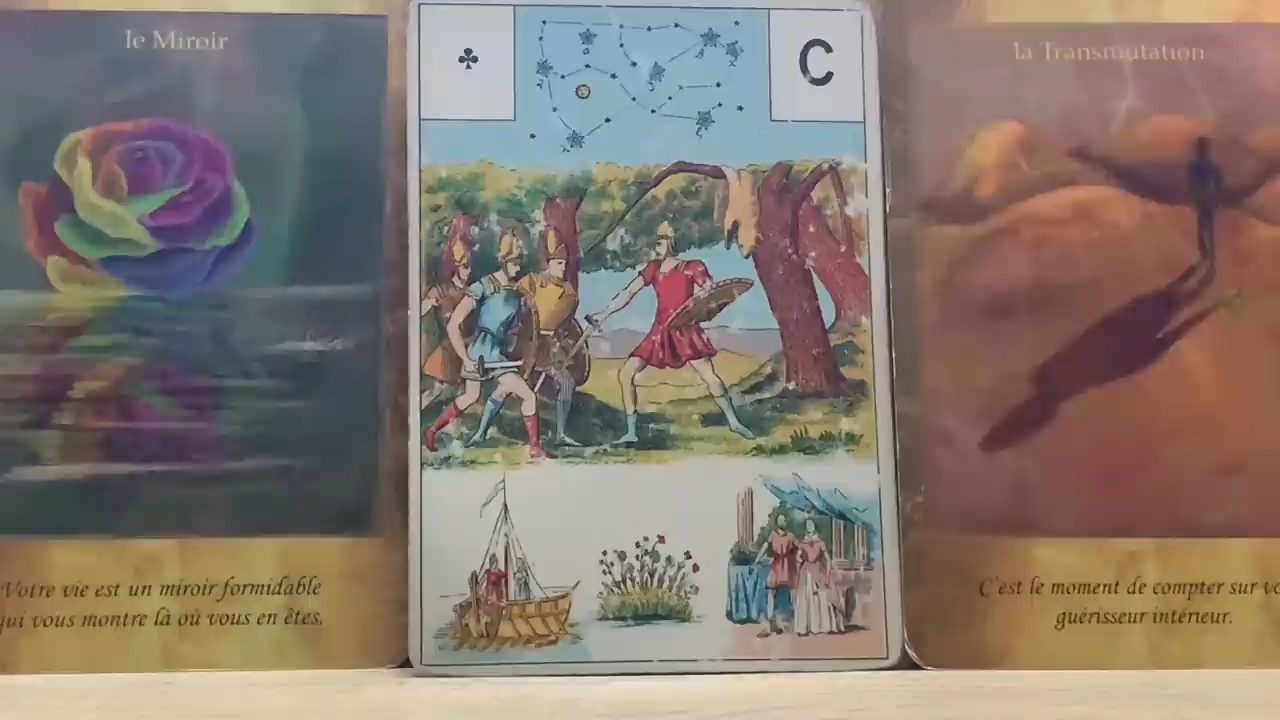 le Miroir
Votre vie est un miroir formidable
qui vous montre là où vous en êtes.
C
la Transmutation
C'est le moment de compter sur
guérisseur intérieur.